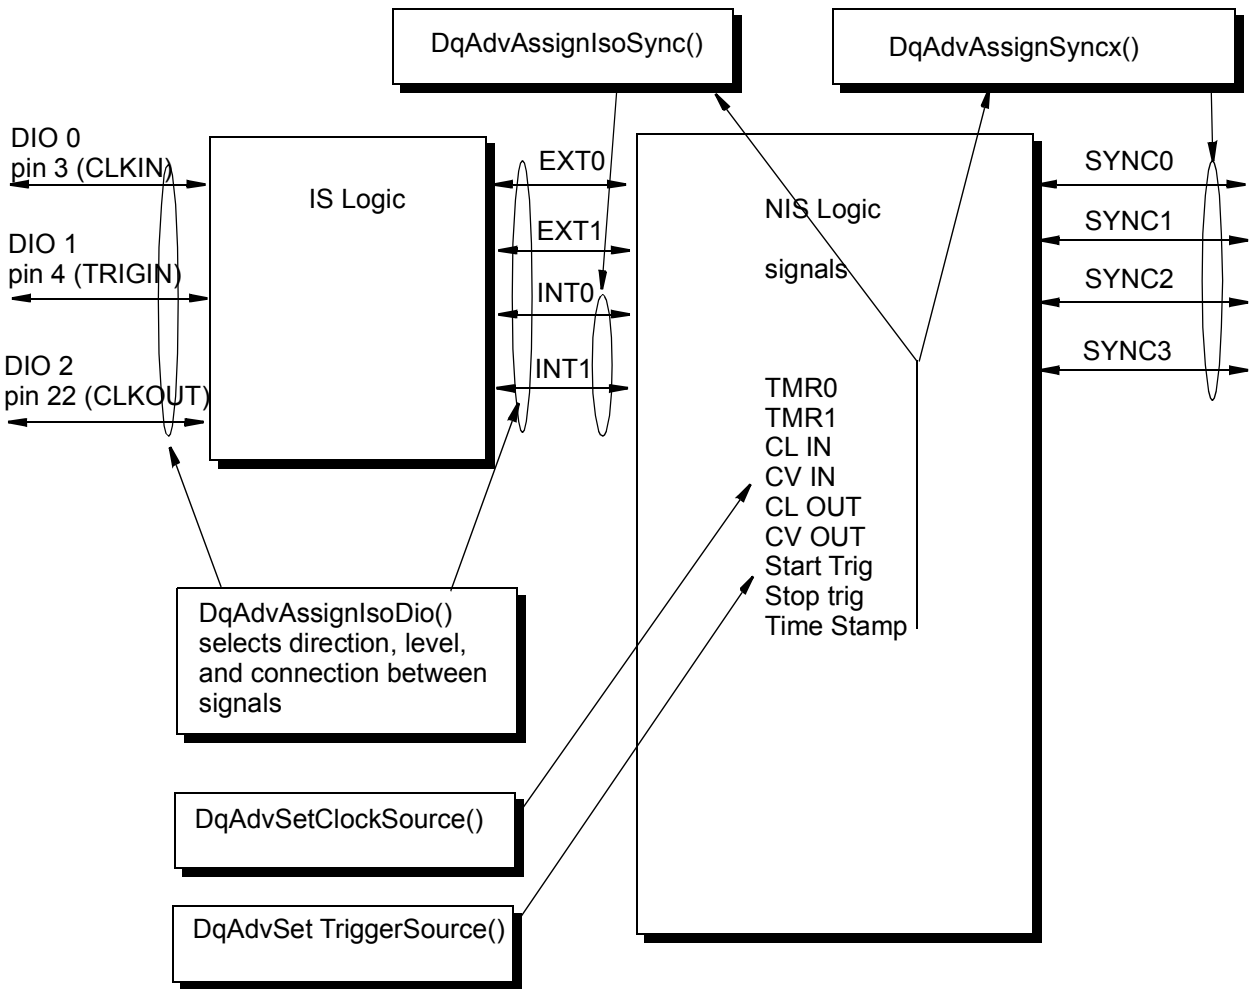 DqAdvAssignIsoSync()
DqAdvAssignSyncx()
DIO 0
pin 3 (CLKIN)
DIO 1
pin 4 (TRIGIN)
DIO 2
pin 22 (CLKOUT)
IS Logic
EXT0
EXT1
INT0
INT1
NIS Logic
signals
TMR0
TMR1
CL IN
CV IN
CL OUT
CV OUT
Start Trig
Stop trig
Time Stamp
SYNC0
SYNC1
SYNC2
SYNC3
DqAdvAssignIsoDio()
selects direction, level,
and connection between
signals
DqAdvSetClockSource()
DqAdvSet TriggerSource()